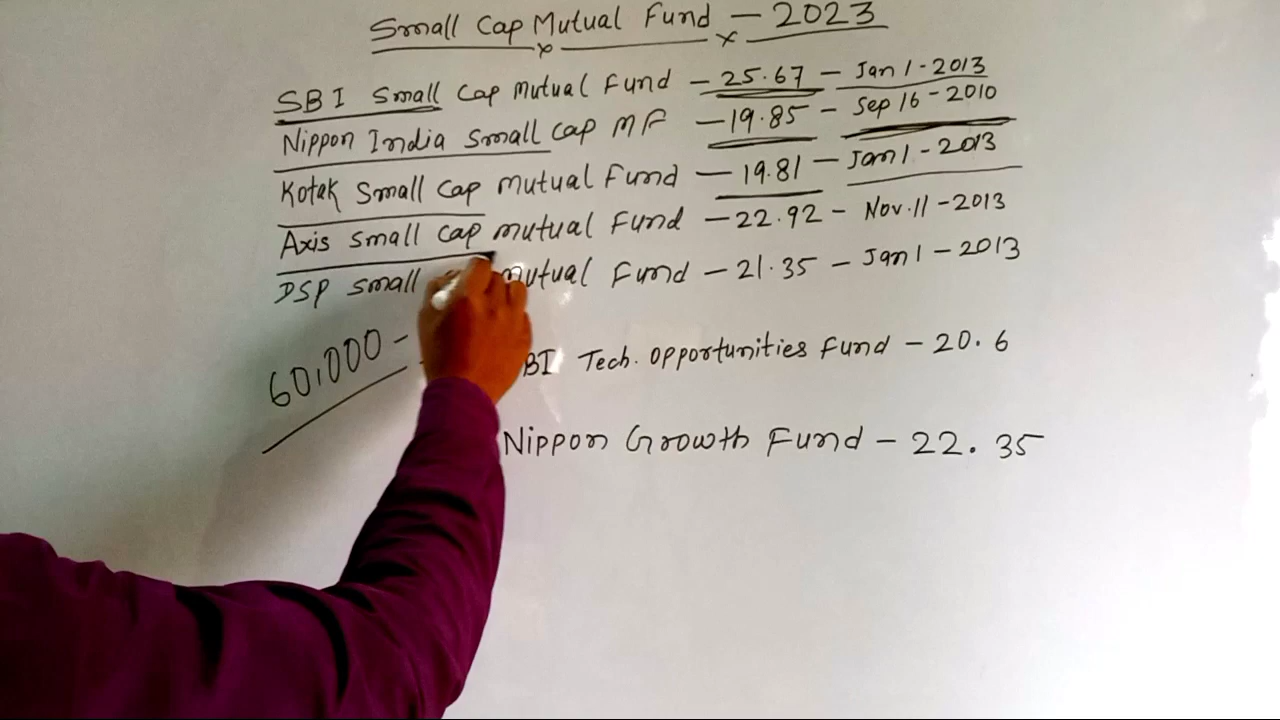 Small Cap Mutual Fund - 2023
SBI Small Cap Mutual Fund - 25.67 - Jan 1 - 2013
Nippon India Small Cap MF - 19.85 - Sep 16 - 2010
Kotak Small Cap Mutual Fund - 19.81 - Jan 1 - 2013
Axis Small Cap Mutual Fund - 22.92 - Nov. 11 - 2013
DSP Small mutual Fund - 21.35 - Jan 1 - 2013
60,000 -
BI Tech. Opportunities Fund - 20.6
Nippon Growth Fund - 22.35